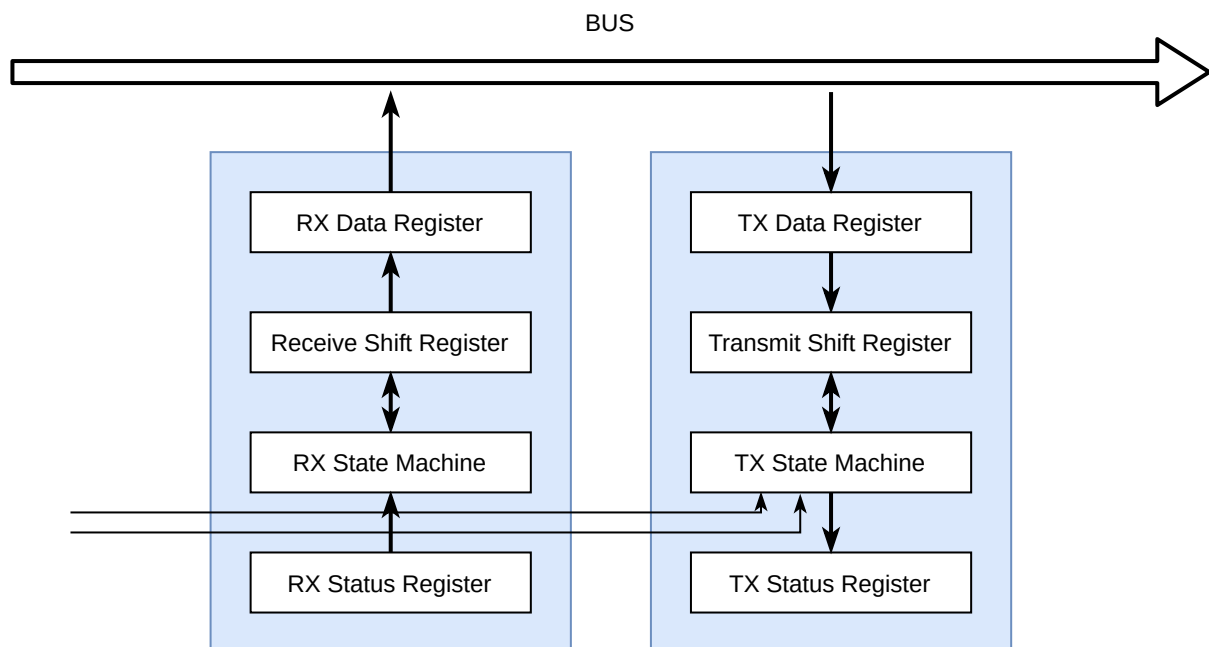 BUS
RX Data Register
TX Data Register
Receive Shift Register
Transmit Shift Register
RX State Machine
TX State Machine
RX Status Register
TX Status Register